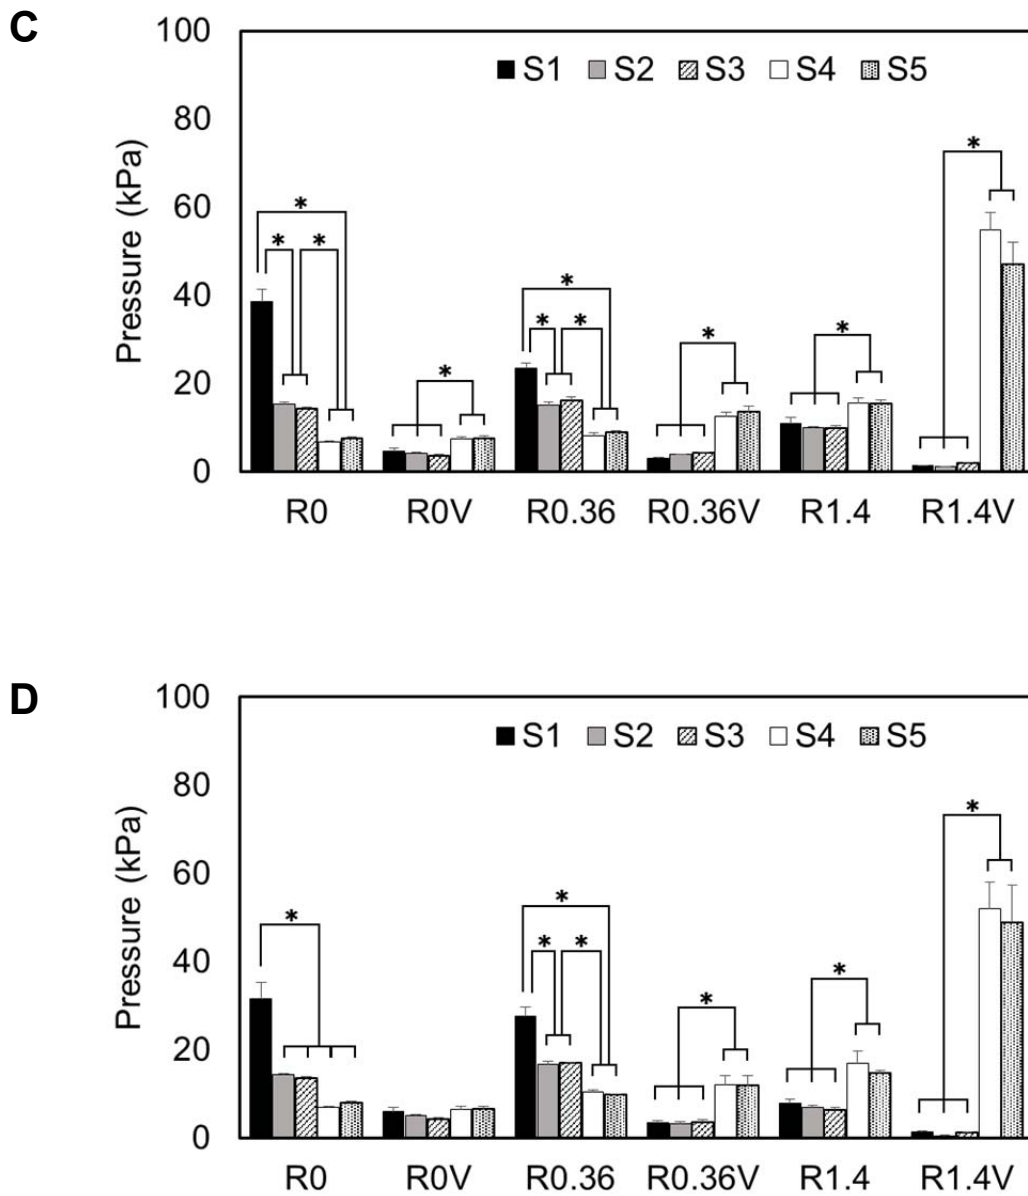 C
100
S1 S2 S3 S4 S5
80
60
40
20
0
Pressure (kPa)
* * *
*
* * *
*
*
*
R0 R0V R0.36 R0.36V R1.4 R1.4V
D
100
S1 S2 S3 S4 S5
80
60
40
20
0
Pressure (kPa)
*
* * *
*
*
*
R0 R0V R0.36 R0.36V R1.4 R1.4V